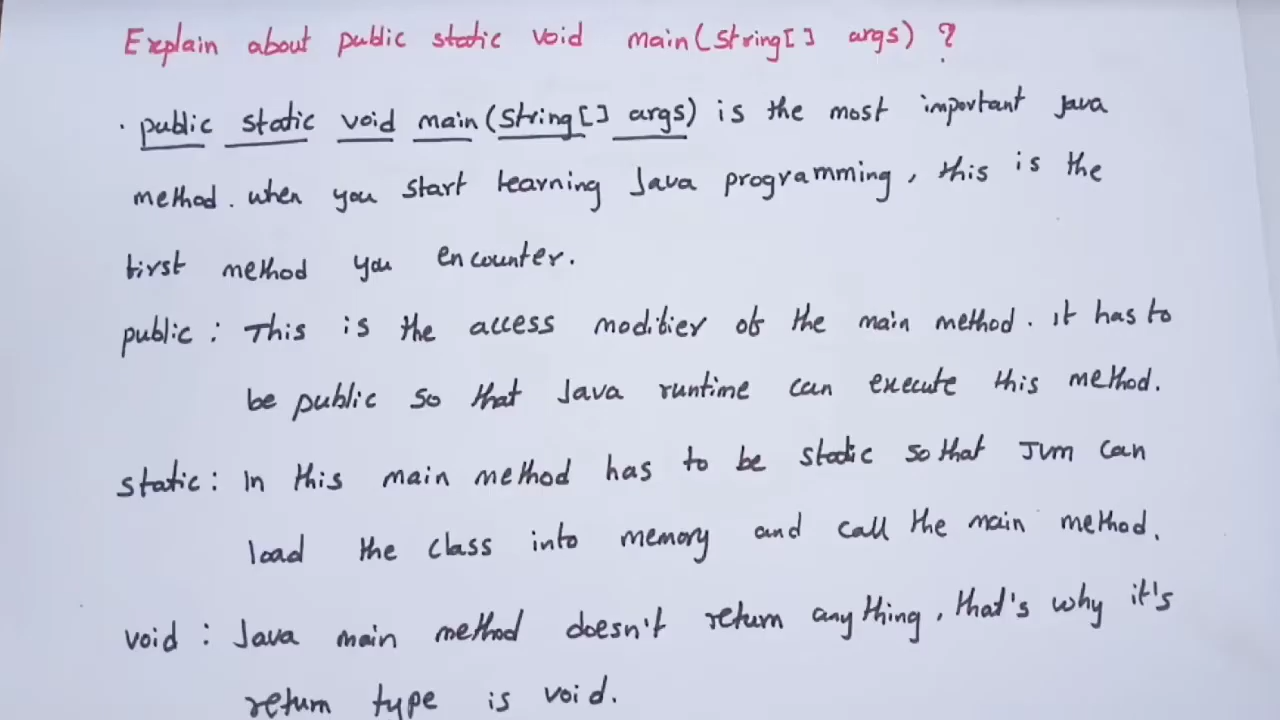 Explain about public static void main(String[] args) ?
. public static void main(String[] args) is the most important Java
method. when you start learning Java programming, this is the
first method you encounter.
public : This is the access modifier of the main method. it has to
be public so that Java runtime can execute this method.
static : In this main method has to be static so that JVM can
load the class into memory and call the main method.
void : Java main method doesn't return anything, that's why it's
return type is void.